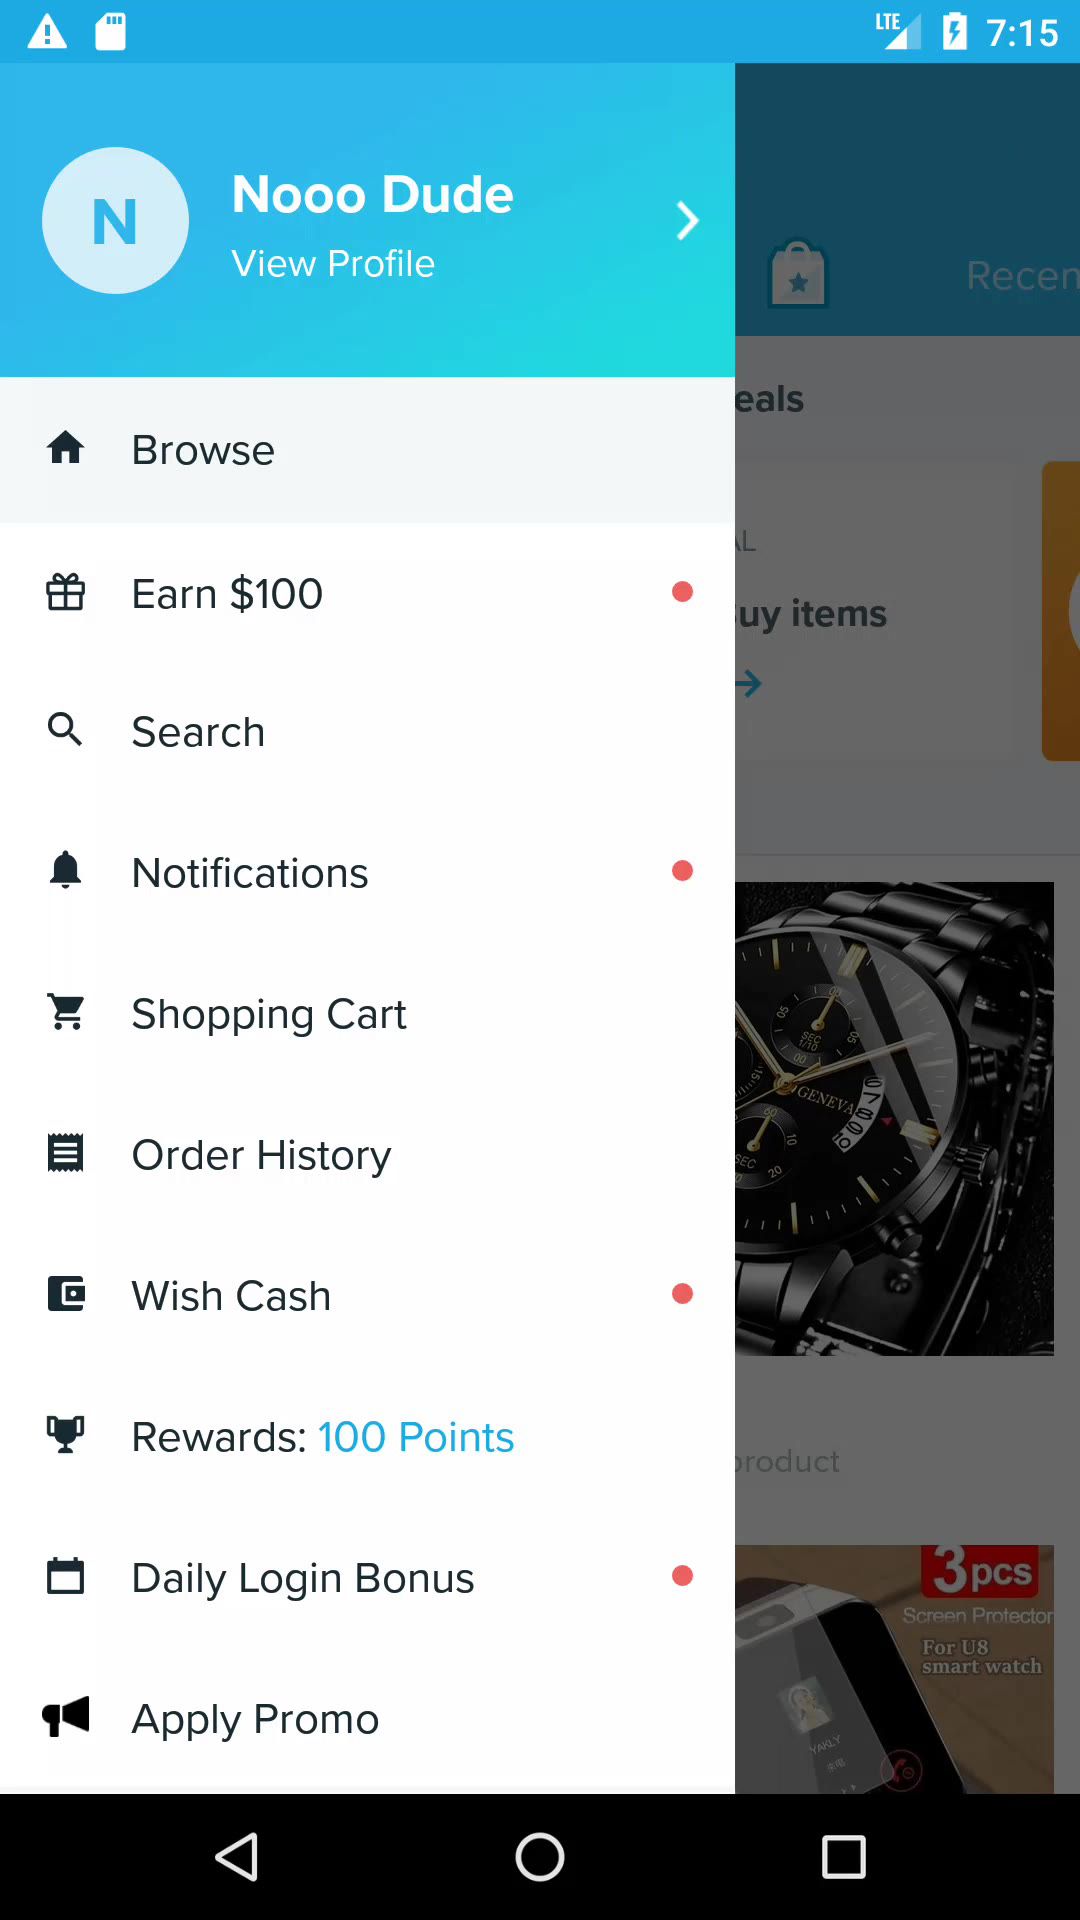 LTE 7:15
N
Nooo Dude
View Profile
Recen
eals
Browse
AL
Earn $100
uy items
Search
Notifications
Shopping Cart
GENEVA
Order History
Wish Cash
Rewards: 100 Points
product
Daily Login Bonus
3pcs
Screen Protector
For U8
smart watch
Apply Promo
YAKLY